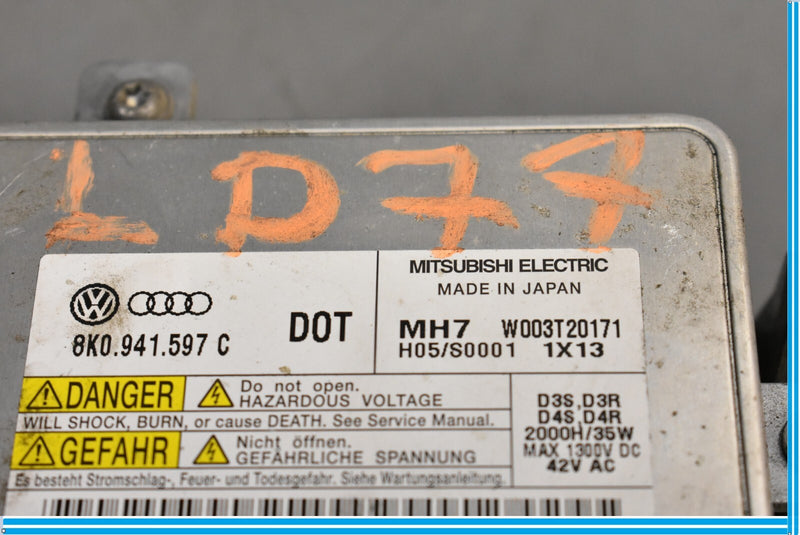 LD77
MITSUBISHI ELECTRIC
MADE IN JAPAN
8K0.941.597 C
DOT
MH7 W003T20171
H05/S0001 1X13
DANGER
Do not open.
HAZARDOUS VOLTAGE
WILL SHOCK, BURN, or cause DEATH. See Service Manual.
GEFAHR
Nicht öffnen.
GEFÄHRLICHE SPANNUNG
Es besteht Stromschlag-, Feuer- und Todesgefahr. Siehe Wartungsanleitung.
D3S,D3R
D4S,D4R
2000H/35W
MAX 1300V DC
42V AC